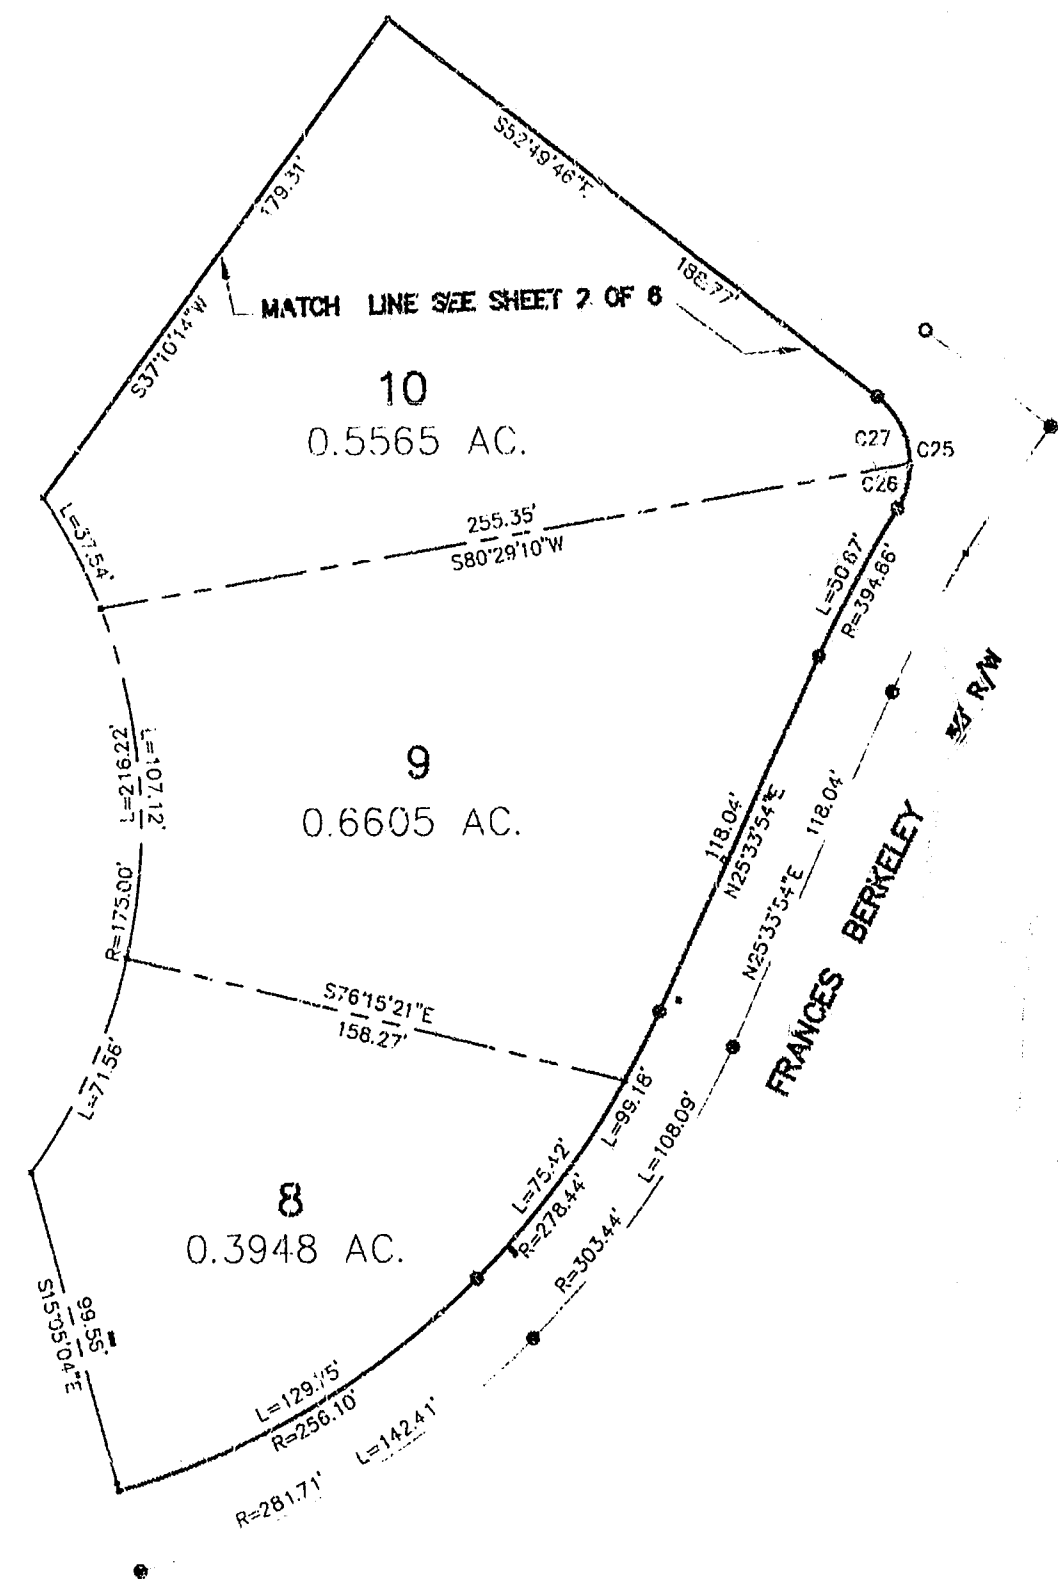 S52°49'46"E
188.77'
179.31'
S37°10'14"W
MATCH LINE SEE SHEET 2 OF 6
10
0.5565 AC.
C27
C25
C26
L=37.54'
255.35'
S80°29'10"W
L=50.67'
R=394.66'
R/W
L=216.22'
L=107.12'
R=175.00'
9
0.6605 AC.
118.04'
N25°33'54"E
118.04'
N25°33'54"E
FRANCES BERKELEY
S76°15'21"E
158.27'
L=71.56'
L=99.18'
L=108.09'
L=75.42'
R=278.44'
R=303.44'
8
0.3948 AC.
99.55'
S15°05'04"E
L=129.75'
R=256.10'
L=142.41'
R=281.71'